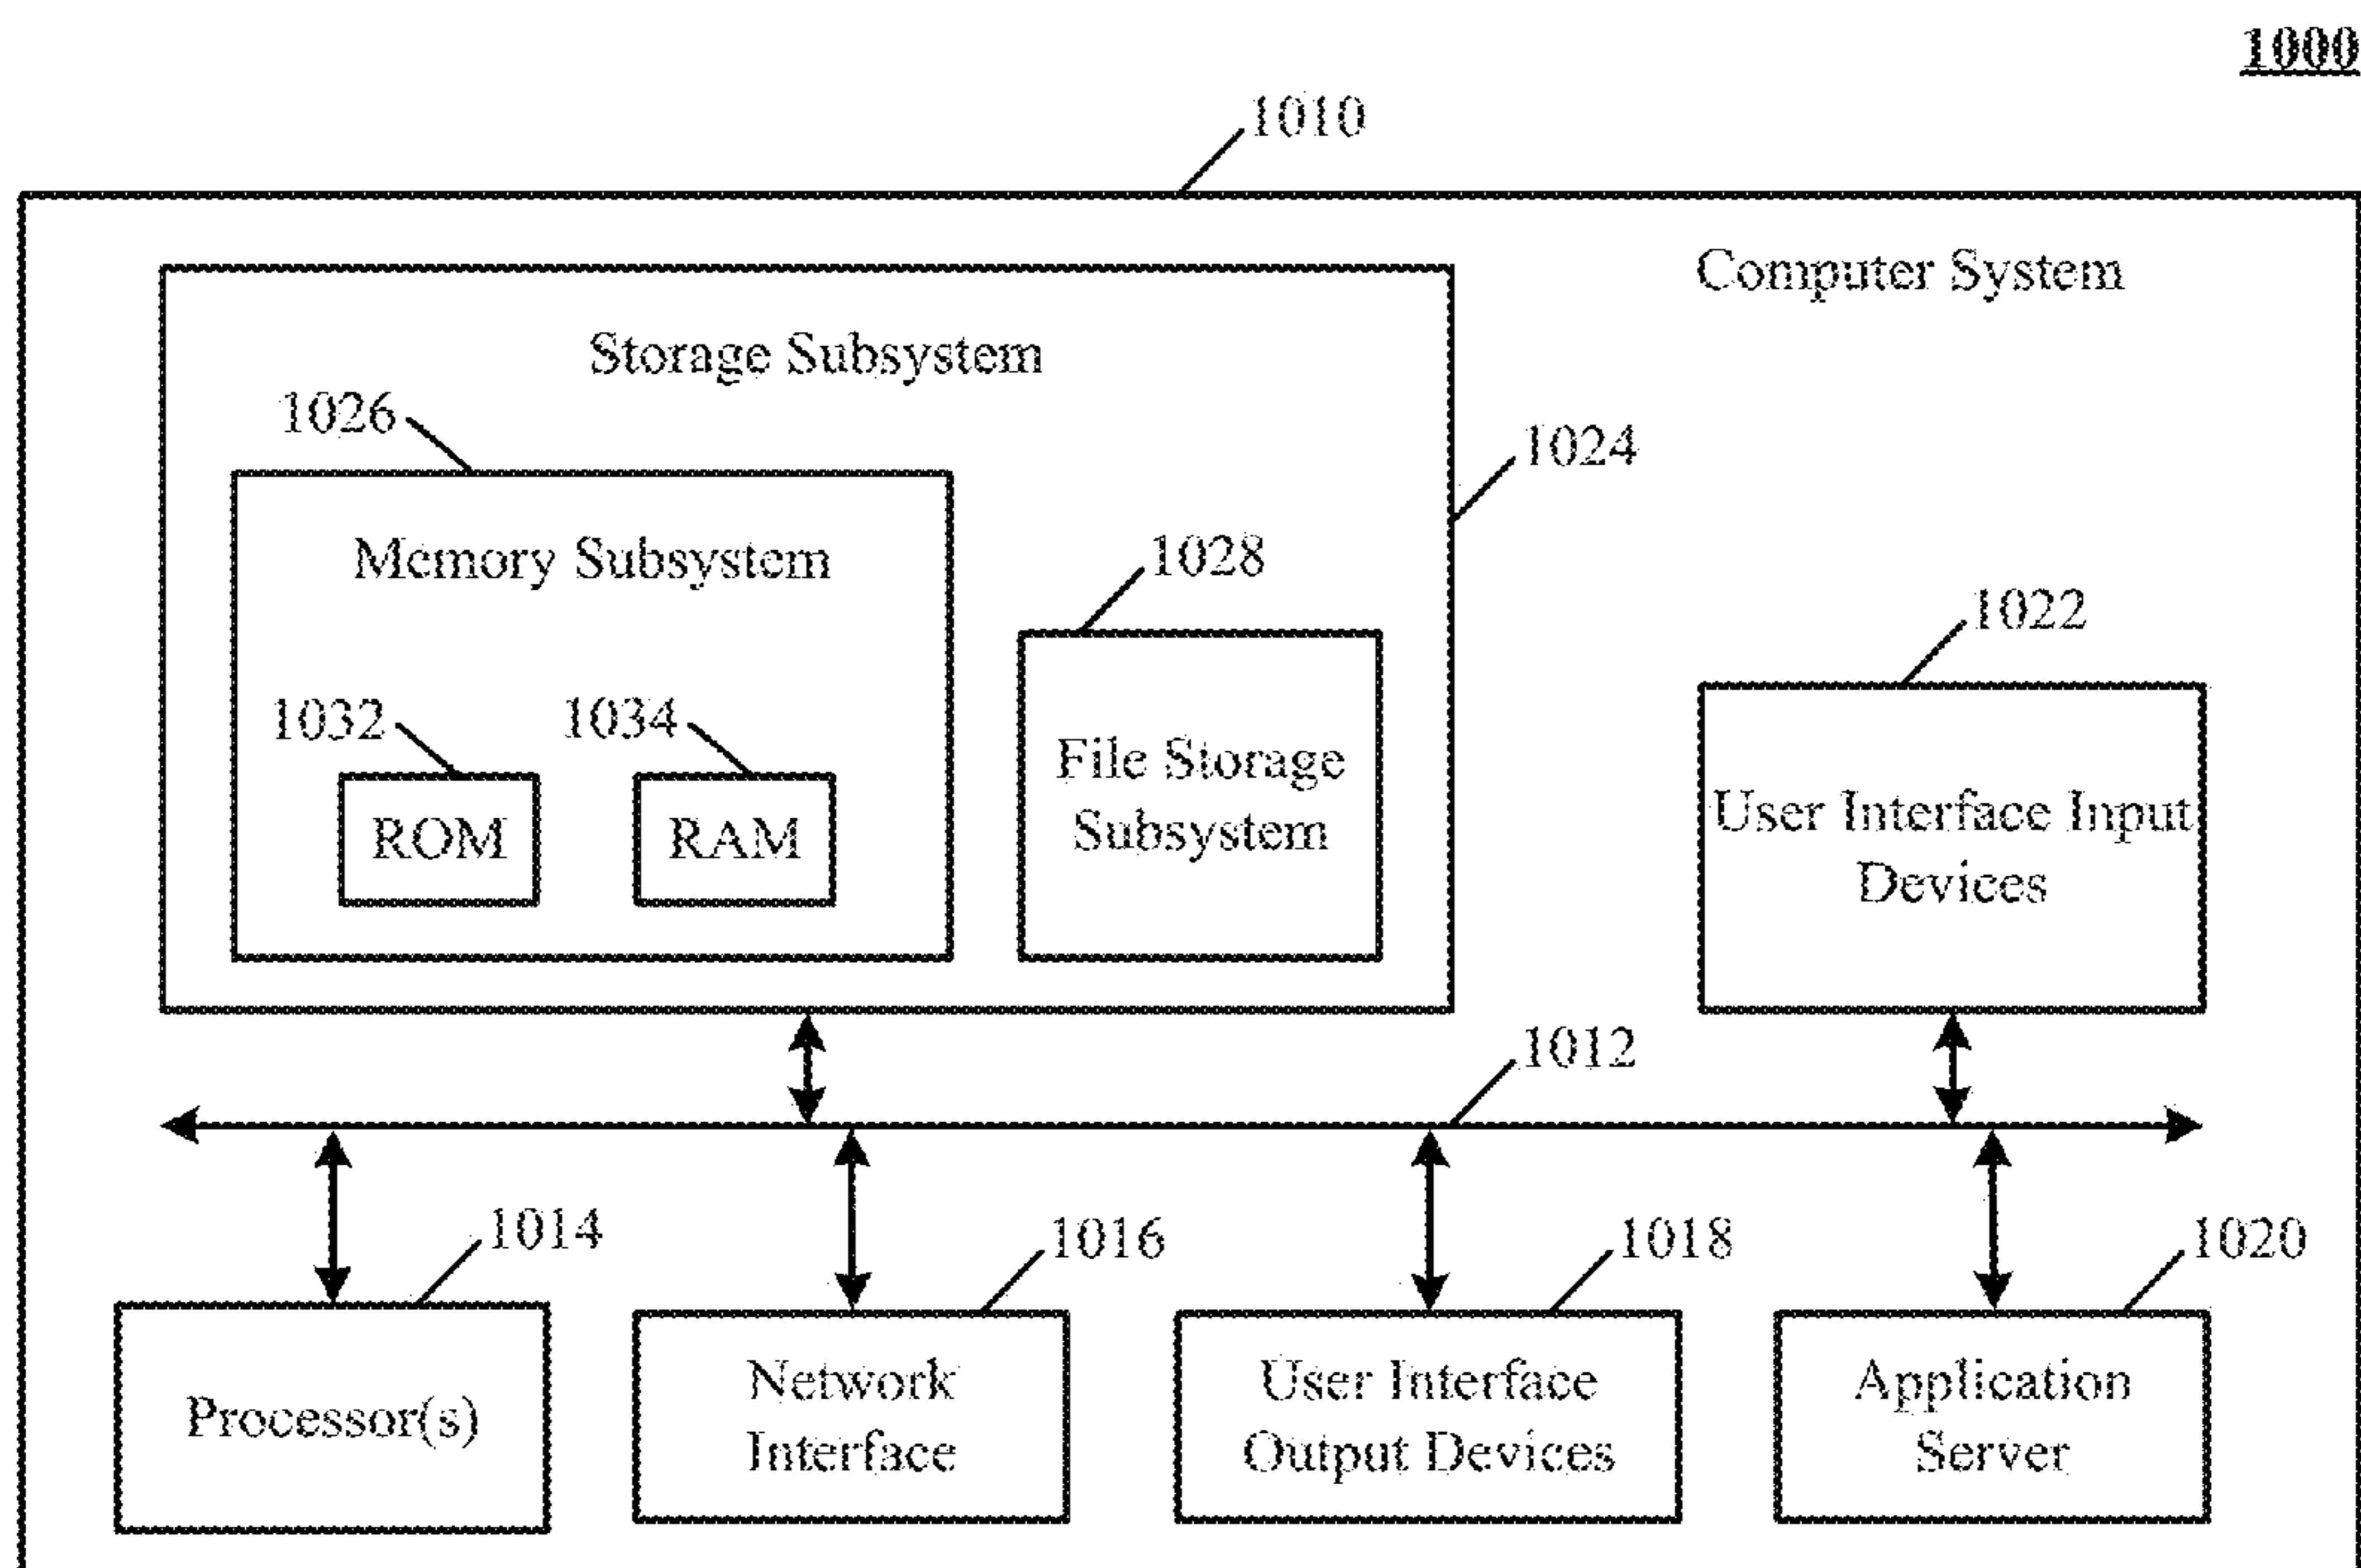 1000
1010
Computer System
Storage Subsystem
1026
1024
Memory Subsystem
1028
1022
1032
1034
File Storage
Subsystem
User Interface Input
Devices
ROM
RAM
1012
1014
1016
1018
1020
Processor(s)
Network
Interface
User Interface
Output Devices
Application
Server